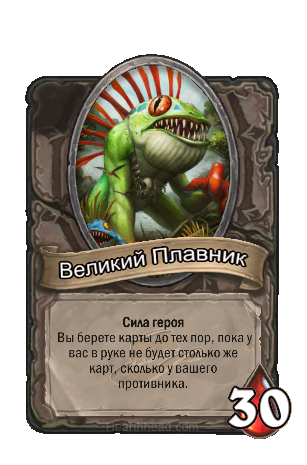 Великий Плавник
Сила героя
Вы берете карты до тех пор, пока у
вас в руке не будет столько же
карт, сколько у вашего
противника.
30